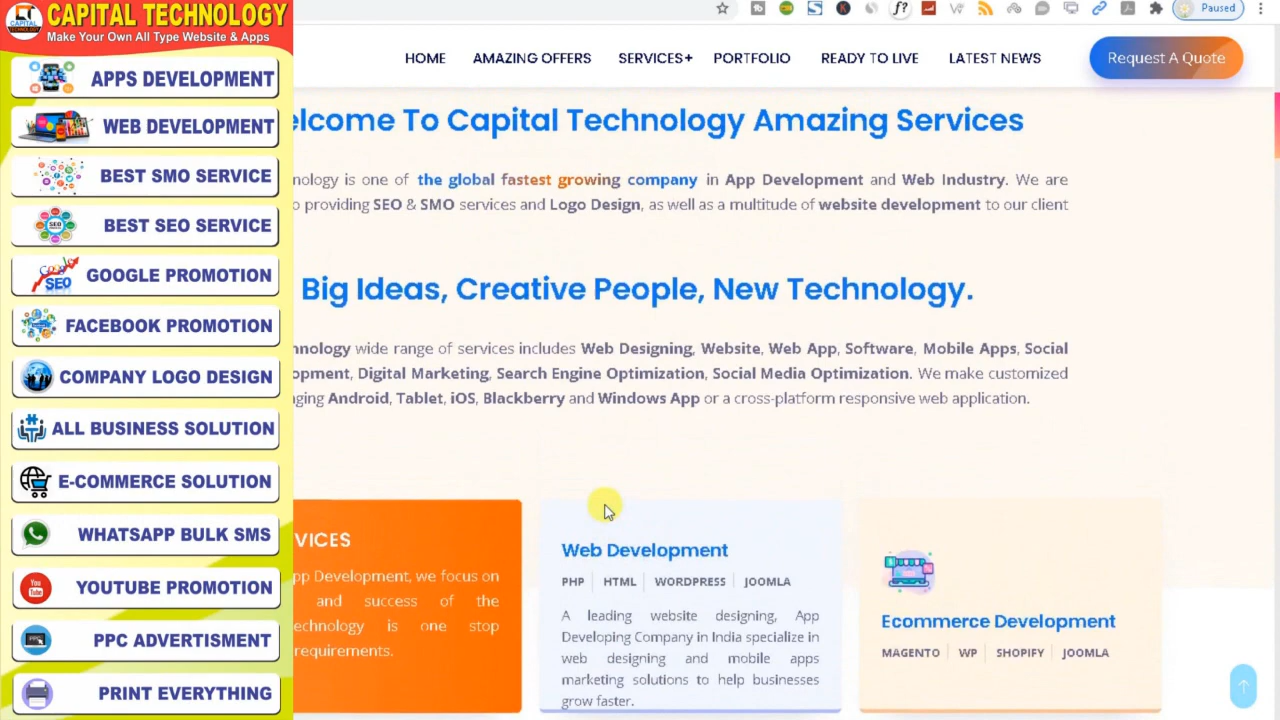 CAPITAL TECHNOLOGY
Make Your Own All Type Website & Apps
CAPITAL
TECHNOLOGY
APPS DEVELOPMENT
WEB DEVELOPMENT
BEST SMO SERVICE
BEST SEO SERVICE
SEO
GOOGLE PROMOTION
SEO
FACEBOOK PROMOTION
COMPANY LOGO DESIGN
ALL BUSINESS SOLUTION
E-COMMERCE SOLUTION
WHATSAPP BULK SMS
YOUTUBE PROMOTION
You
Tube
PPC ADVERTISMENT
PRINT EVERYTHING
Paused
HOME AMAZING OFFERS SERVICES+ PORTFOLIO READY TO LIVE LATEST NEWS Request A Quote
elcome To Capital Technology Amazing Services
nology is one of the global fastest growing company in App Development and Web Industry. We are
o providing SEO & SMO services and Logo Design, as well as a multitude of website development to our client
Big Ideas, Creative People, New Technology.
hnology wide range of services includes Web Designing, Website, Web App, Software, Mobile Apps, Social
opment, Digital Marketing, Search Engine Optimization, Social Media Optimization. We make customized
nging Android, Tablet, iOS, Blackberry and Windows App or a cross-platform responsive web application.
VICES
pp Development, we focus on
and success of the
echnology is one stop
requirements.
Web Development
PHP HTML WORDPRESS JOOMLA
A leading website designing, App
Developing Company in India specialize in
web designing and mobile apps
marketing solutions to help businesses
grow faster.
Ecommerce Development
MAGENTO WP SHOPIFY JOOMLA